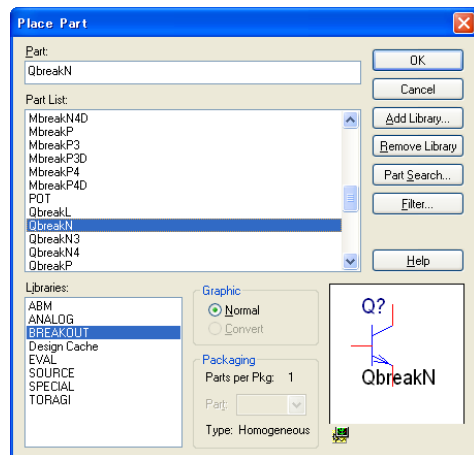 Place Part
Part:
QbreakN
Part List:
MbreakN4D
MbreakP
MbreakP3
MbreakP3D
MbreakP4
MbreakP4D
POT
QbreakL
QbreakN
QbreakN3
QbreakN4
QbreakP
OK
Cancel
Add Library...
Remove Library
Part Search...
Filter...
Help
Libraries:
ABM
ANALOG
BREAKOUT
Design Cache
EVAL
SOURCE
SPECIAL
TORAGI
Graphic
Normal
Convert
Packaging
Parts per Pkg: 1
Part:
Type: Homogeneous
Q?
QbreakN